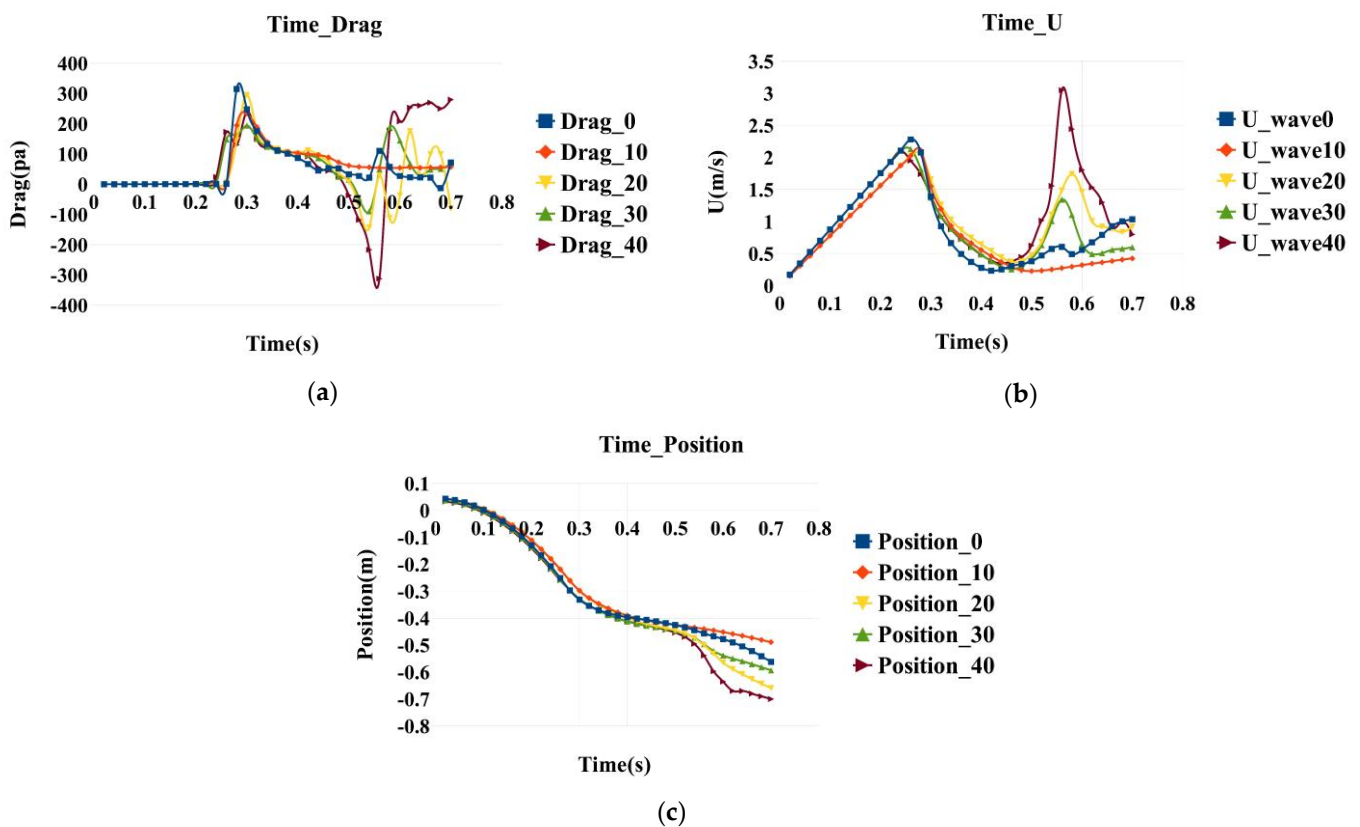 Time_Drag
400
300
200
100
0
-100
-200
-300
-400
0 0.1 0.2 0.3 0.4 0.5 0.6 0.7 0.8
Drag(pa)
Time(s)
Drag_0
Drag_10
Drag_20
Drag_30
Drag_40
(a)
Time_U
3.5
3
2.5
2
1.5
1
0.5
0
0 0.1 0.2 0.3 0.4 0.5 0.6 0.7 0.8
U(m/s)
Time(s)
U_wave0
U_wave10
U_wave20
U_wave30
U_wave40
(b)
Time_Position
0.1
0
-0.1
-0.2
-0.3
-0.4
-0.5
-0.6
-0.7
-0.8
0 0.1 0.2 0.3 0.4 0.5 0.6 0.7 0.8
Position(m)
Time(s)
Position_0
Position_10
Position_20
Position_30
Position_40
(c)